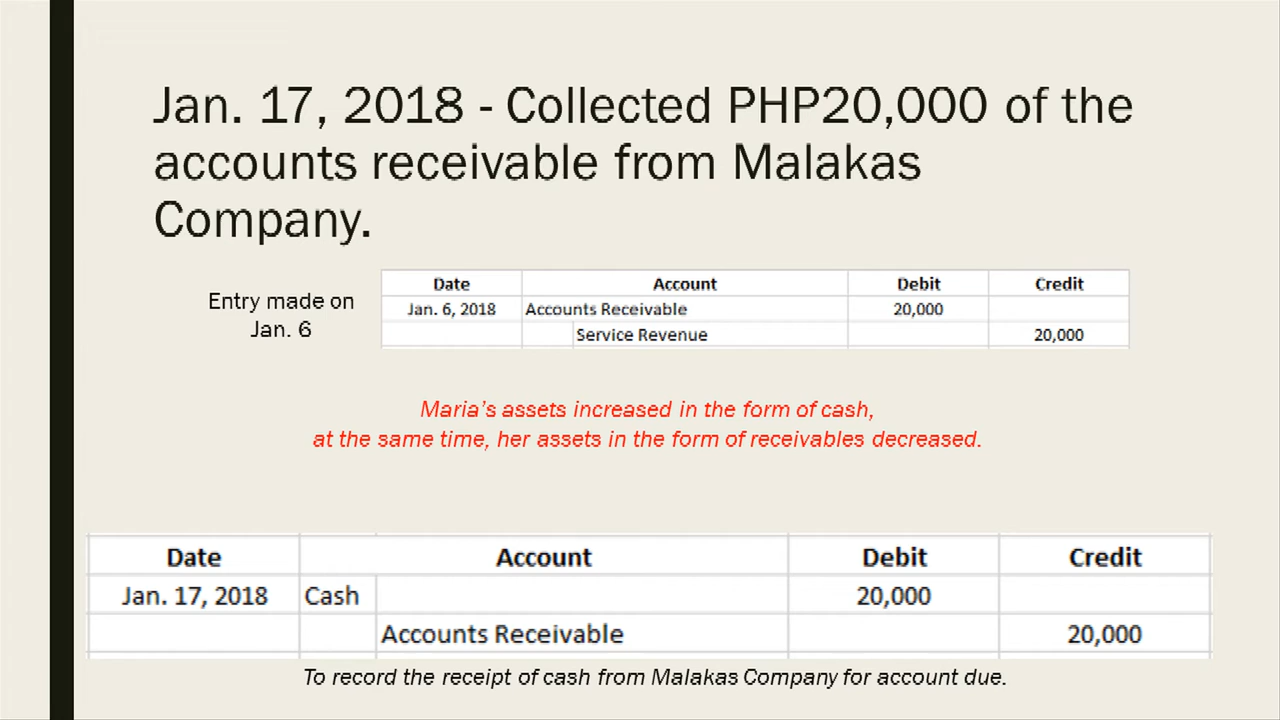 Jan. 17, 2018 - Collected PHP20,000 of the
accounts receivable from Malakas
Company.
Entry made on
Jan. 6
Date Account Debit Credit
Jan. 6, 2018 Accounts Receivable 20,000
Service Revenue 20,000
Maria's assets increased in the form of cash,
at the same time, her assets in the form of receivables decreased.
Date Account Debit Credit
Jan. 17, 2018 Cash 20,000
Accounts Receivable 20,000
To record the receipt of cash from Malakas Company for account due.